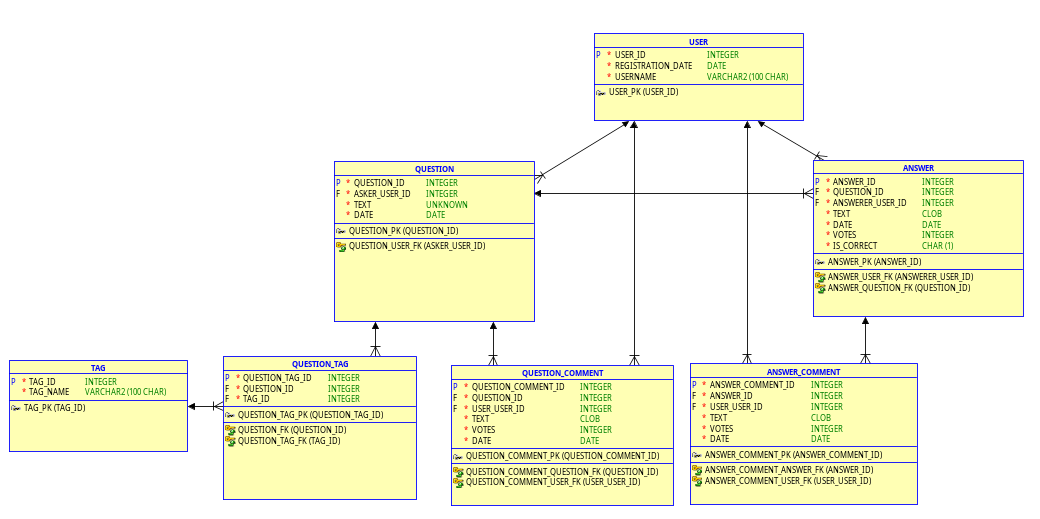 USER
P * USER_ID INTEGER
* REGISTRATION_DATE DATE
* USERNAME VARCHAR2 (100 CHAR)
USER_PK (USER_ID)
QUESTION
P * QUESTION_ID INTEGER
F * ASKER_USER_ID INTEGER
* TEXT UNKNOWN
* DATE DATE
QUESTION_PK (QUESTION_ID)
QUESTION_USER_FK (ASKER_USER_ID)
ANSWER
P * ANSWER_ID INTEGER
F * QUESTION_ID INTEGER
F * ANSWERER_USER_ID INTEGER
* TEXT CLOB
* DATE DATE
* VOTES INTEGER
* IS_CORRECT CHAR (1)
ANSWER_PK (ANSWER_ID)
ANSWER_USER_FK (ANSWERER_USER_ID)
ANSWER_QUESTION_FK (QUESTION_ID)
TAG
P * TAG_ID INTEGER
* TAG_NAME VARCHAR2 (100 CHAR)
TAG_PK (TAG_ID)
QUESTION_TAG
P * QUESTION_TAG_ID INTEGER
F * QUESTION_ID INTEGER
F * TAG_ID INTEGER
QUESTION_TAG_PK (QUESTION_TAG_ID)
QUESTION_FK (QUESTION_ID)
QUESTION_TAG_FK (TAG_ID)
QUESTION_COMMENT
P * QUESTION_COMMENT_ID INTEGER
F * QUESTION_ID INTEGER
F * USER_USER_ID INTEGER
* TEXT CLOB
* VOTES INTEGER
* DATE DATE
QUESTION_COMMENT_PK (QUESTION_COMMENT_ID)
QUESTION_COMMENT_QUESTION_FK (QUESTION_ID)
QUESTION_COMMENT_USER_FK (USER_USER_ID)
ANSWER_COMMENT
P * ANSWER_COMMENT_ID INTEGER
F * ANSWER_ID INTEGER
F * USER_USER_ID INTEGER
* TEXT CLOB
* VOTES INTEGER
* DATE DATE
ANSWER_COMMENT_PK (ANSWER_COMMENT_ID)
ANSWER_COMMENT_ANSWER_FK (ANSWER_ID)
ANSWER_COMMENT_USER_FK (USER_USER_ID)